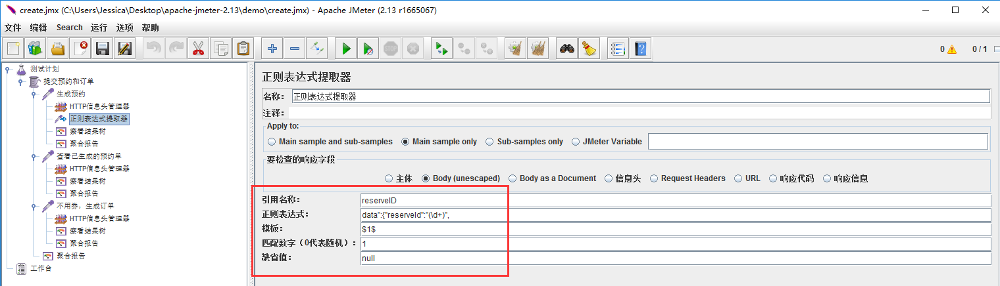 create.jmx (C:\Users\Jessica\Desktop\apache-jmeter-2.13\demo\create.jmx) - Apache JMeter (2.13 r1665067)
文件 编辑 Search 运行 选项 帮助
STOP
0 0 / 1
测试计划
提交预约和订单
生成预约
HTTP信息头管理器
正则表达式提取器
察看结果树
聚合报告
查看已生成的预约单
HTTP信息头管理器
察看结果树
聚合报告
不用券，生成订单
HTTP信息头管理器
察看结果树
聚合报告
聚合报告
工作台
正则表达式提取器
名称： 正则表达式提取器
注释：
Apply to:
Main sample and sub-samples Main sample only Sub-samples only JMeter Variable
要检查的响应字段
主体 Body (unescaped) Body as a Document 信息头 Request Headers URL 响应代码 响应信息
引用名称： reserveID
正则表达式： data":{"reserveId":"(\d+)",
模板： $1$
匹配数字（0代表随机）： 1
缺省值： null